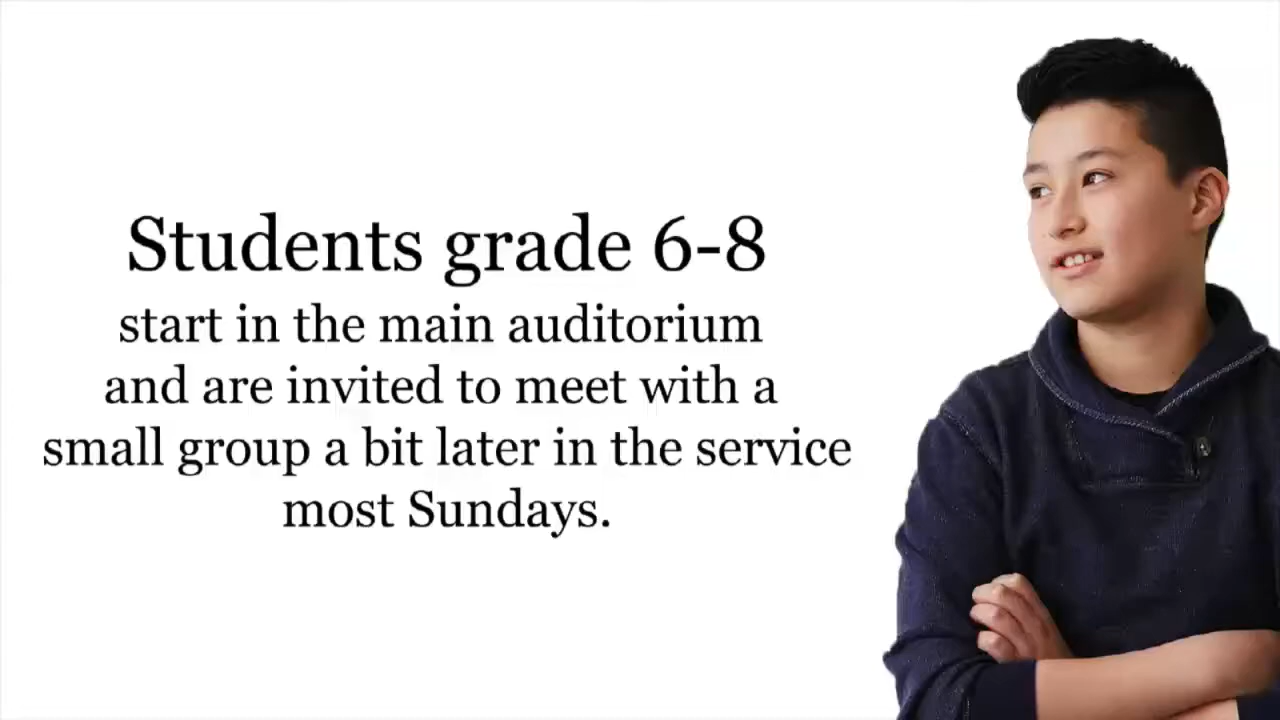 Students grade 6-8
start in the main auditorium
and are invited to meet with a
small group a bit later in the service
most Sundays.